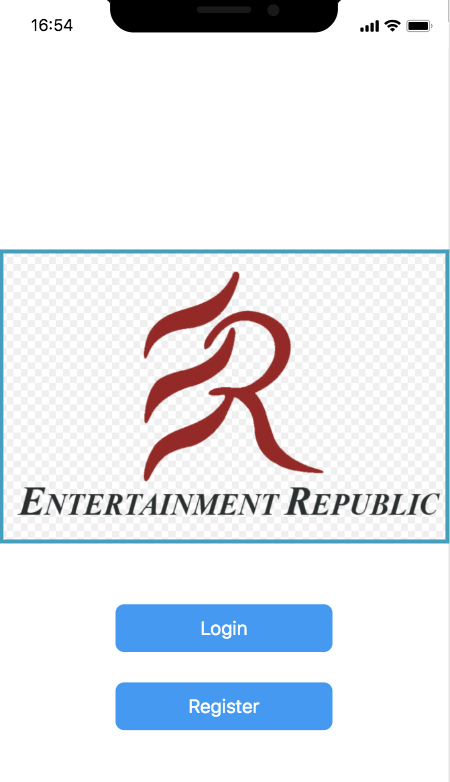 16:54
ENTERTAINMENT REPUBLIC
Login
Register